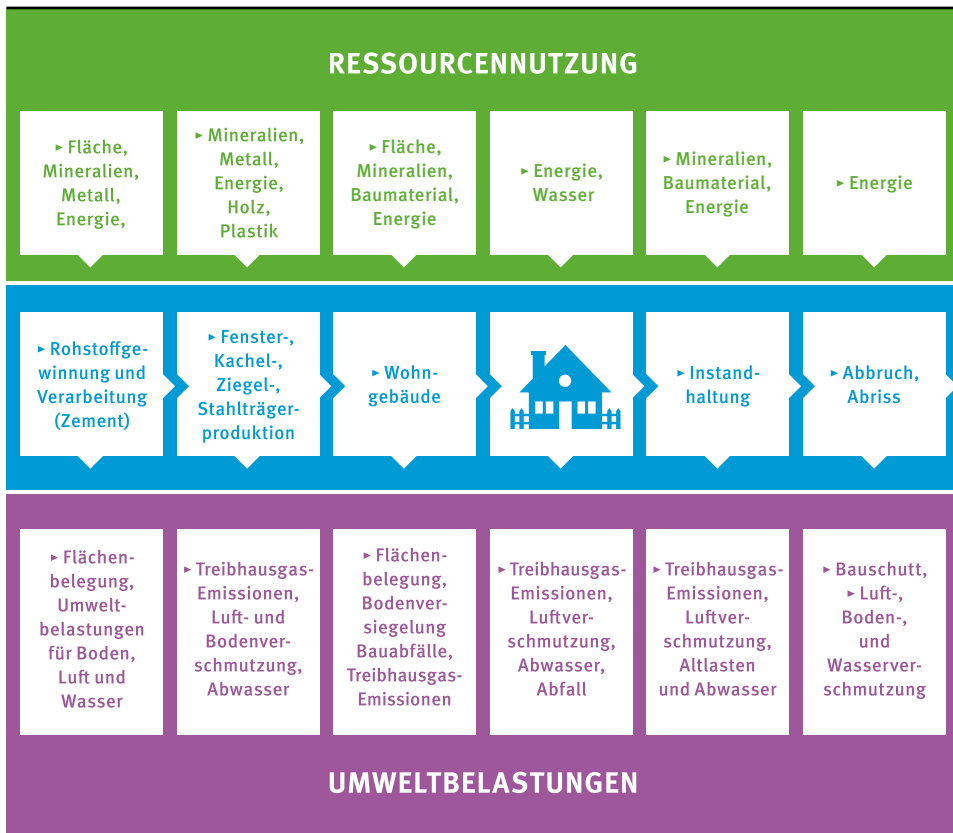 RESSOURCENNUTZUNG
▸ Fläche,
Mineralien,
Metall,
Energie,
▸ Mineralien,
Metall,
Energie,
Holz,
Plastik
▸ Fläche,
Mineralien,
Baumaterial,
Energie
▸ Energie,
Wasser
▸ Mineralien,
Baumaterial,
Energie
▸ Energie
▸ Rohstoffge-
winnung und
Verarbeitung
(Zement)
▸ Fenster-,
Kachel-,
Ziegel-,
Stahlträger-
produktion
▸ Wohn-
gebäude
▸ Instand-
haltung
▸ Abbruch,
Abriss
▸ Flächen-
belegung,
Umwelt-
belastungen
für Boden,
Luft und
Wasser
▸ Treibhausgas-
Emissionen,
Luft- und
Bodenver-
schmutzung,
Abwasser
▸ Flächen-
belegung,
Bodenver-
siegelung
Bauabfälle,
Treibhausgas-
Emissionen
▸ Treibhausgas-
Emissionen,
Luftver-
schmutzung,
Abwasser,
Abfall
▸ Treibhausgas-
Emissionen,
Luftver-
schmutzung,
Altlasten
und Abwasser
▸ Bauschutt,
▸ Luft-,
Boden-,
und
Wasserver-
schmutzung
UMWELTBELASTUNGEN